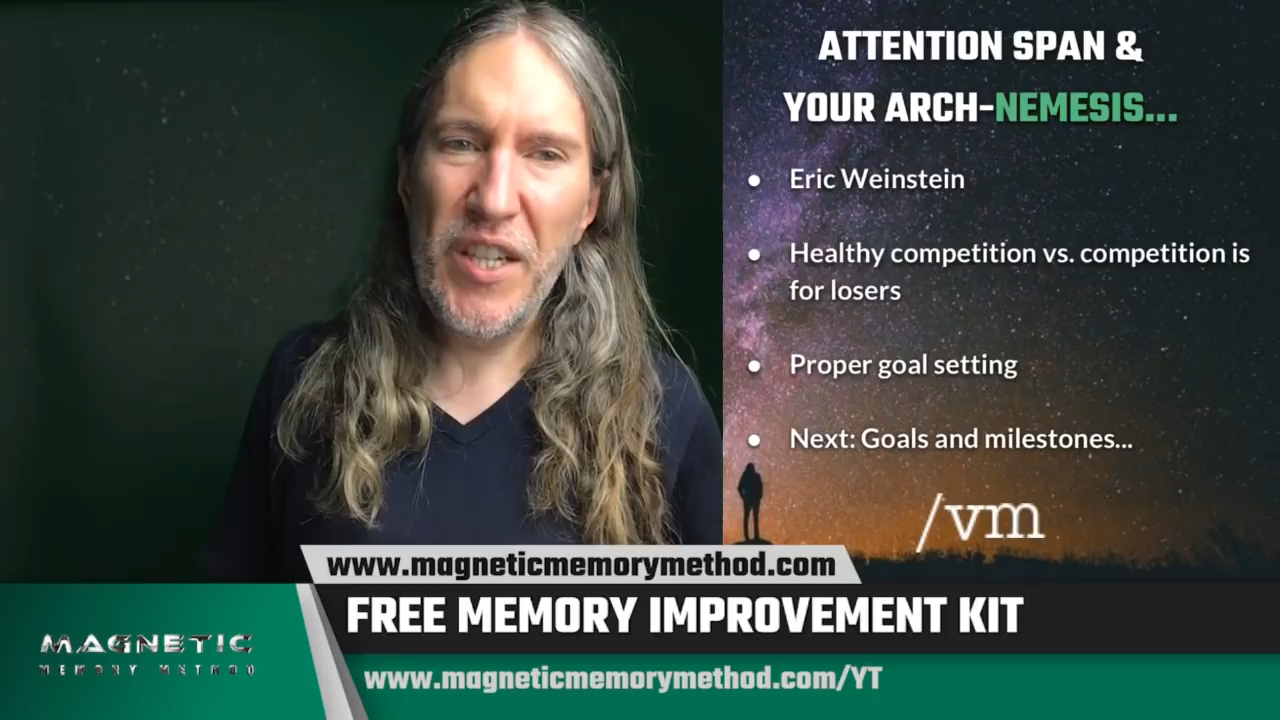 ATTENTION SPAN &
YOUR ARCH-NEMESIS...
• Eric Weinstein
• Healthy competition vs. competition is
for losers
• Proper goal setting
• Next: Goals and milestones...
/vm
www.magneticmemorymethod.com
FREE MEMORY IMPROVEMENT KIT
MAGNETIC
MEMORY METHOD
www.magneticmemorymethod.com/YT